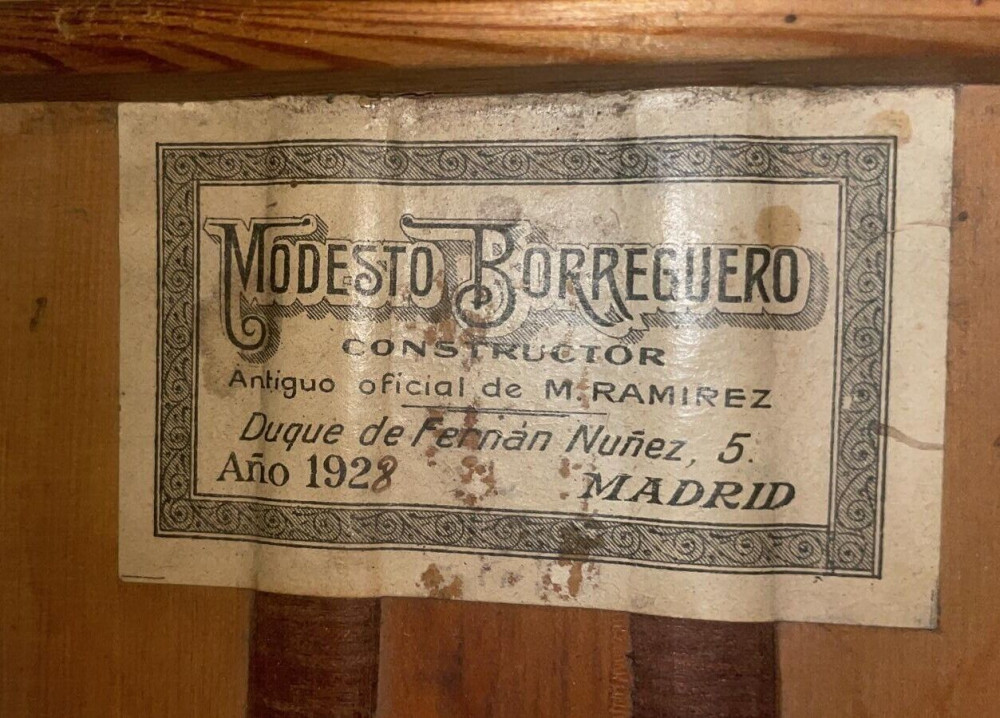 MODESTO BORREGUERO
CONSTRUCTOR
Antiguo oficial de M. RAMIREZ
Duque de Fernán Nuñez, 5.
Año 1928
MADRID